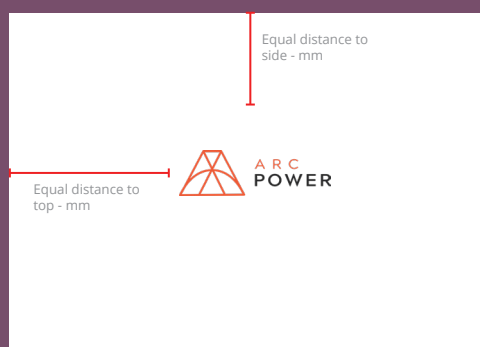 Equal distance to
side - mm
ARC
POWER
Equal distance to
top - mm